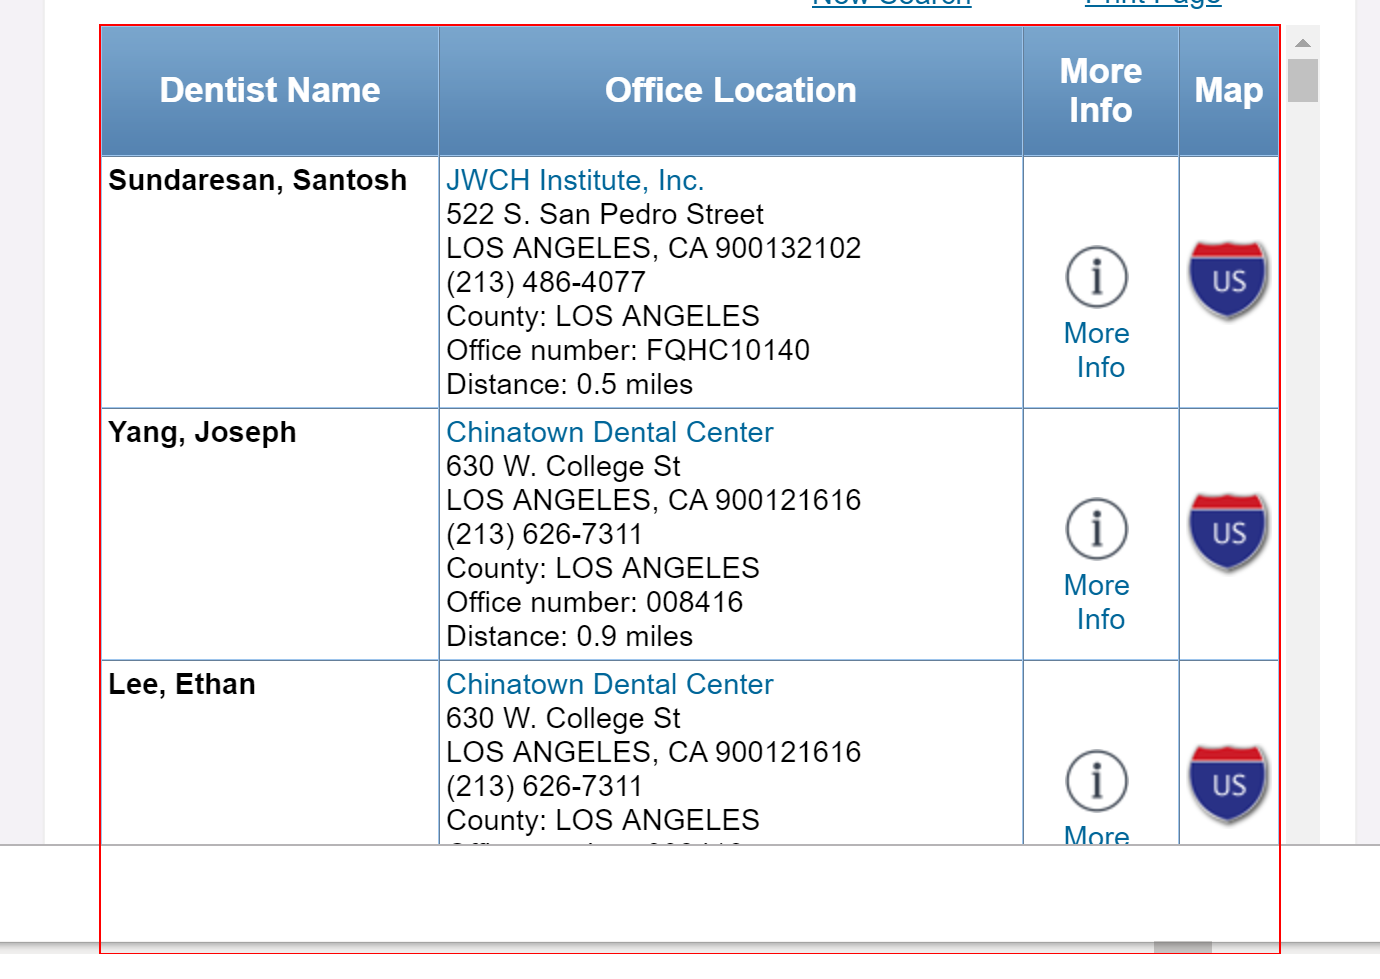 New Search Print Page
Dentist Name Office Location More Info Map
Sundaresan, Santosh
JWCH Institute, Inc.
522 S. San Pedro Street
LOS ANGELES, CA 900132102
(213) 486-4077
County: LOS ANGELES
Office number: FQHC10140
Distance: 0.5 miles
More
Info
US
Yang, Joseph
Chinatown Dental Center
630 W. College St
LOS ANGELES, CA 900121616
(213) 626-7311
County: LOS ANGELES
Office number: 008416
Distance: 0.9 miles
More
Info
US
Lee, Ethan
Chinatown Dental Center
630 W. College St
LOS ANGELES, CA 900121616
(213) 626-7311
County: LOS ANGELES
More
US